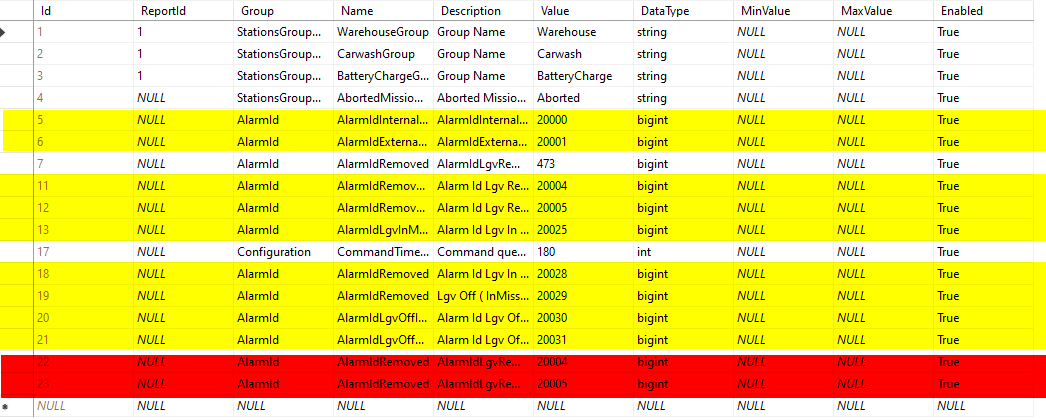 Id ReportId Group Name Description Value DataType MinValue MaxValue Enabled
1 1 StationsGroup... WarehouseGroup Group Name Warehouse string NULL NULL True
2 1 StationsGroup... CarwashGroup Group Name Carwash string NULL NULL True
3 1 StationsGroup... BatteryChargeG... Group Name BatteryCharge string NULL NULL True
4 NULL StationsGroup... AbortedMissio... Aborted Missio... Aborted string NULL NULL True
5 NULL AlarmId AlarmIdInternal... AlarmIdInternal... 20000 bigint NULL NULL True
6 NULL AlarmId AlarmIdExterna... AlarmIdExterna... 20001 bigint NULL NULL True
7 NULL AlarmId AlarmIdRemoved AlarmIdLgvRe... 473 bigint NULL NULL True
11 NULL AlarmId AlarmIdRemov... Alarm Id Lgv Re... 20004 bigint NULL NULL True
12 NULL AlarmId AlarmIdRemov... Alarm Id Lgv Re... 20005 bigint NULL NULL True
13 NULL AlarmId AlarmIdLgvInM... Alarm Id Lgv In ... 20025 bigint NULL NULL True
17 NULL Configuration CommandTime... Command que... 180 int NULL NULL True
18 NULL AlarmId AlarmIdRemoved Alarm Id Lgv In ... 20028 bigint NULL NULL True
19 NULL AlarmId AlarmIdRemoved Lgv Off ( InMiss... 20029 bigint NULL NULL True
20 NULL AlarmId AlarmIdLgvOffl... Alarm Id Lgv Of... 20030 bigint NULL NULL True
21 NULL AlarmId AlarmIdLgvOff... Alarm Id Lgv Of... 20031 bigint NULL NULL True
22 NULL AlarmId AlarmIdRemoved AlarmIdLgvRe... 20004 bigint NULL NULL True
23 NULL AlarmId AlarmIdRemoved AlarmIdLgvRe... 20005 bigint NULL NULL True
NULL NULL NULL NULL NULL NULL NULL NULL NULL NULL